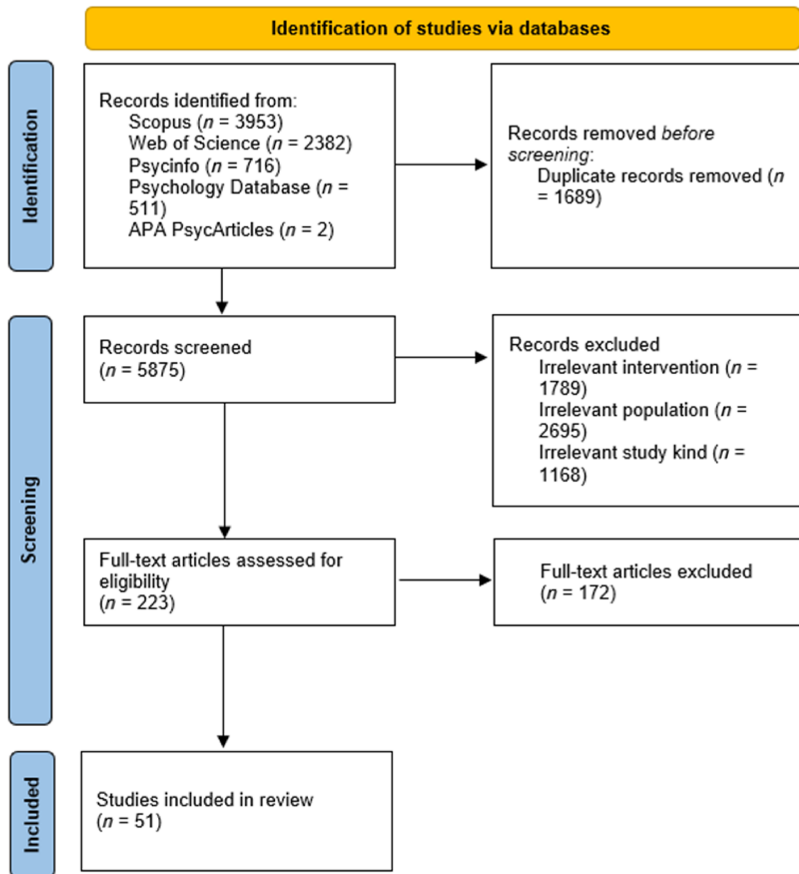 Identification of studies via databases
Identification
Records identified from:
Scopus (n = 3953)
Web of Science (n = 2382)
Psycinfo (n = 716)
Psychology Database (n =
511)
APA PsycArticles (n = 2)
Records removed before
screening:
Duplicate records removed (n
= 1689)
Screening
Records screened
(n = 5875)
Records excluded
Irrelevant intervention (n =
1789)
Irrelevant population (n =
2695)
Irrelevant study kind (n =
1168)
Full-text articles assessed for
eligibility
(n = 223)
Full-text articles excluded
(n = 172)
Included
Studies included in review
(n = 51)